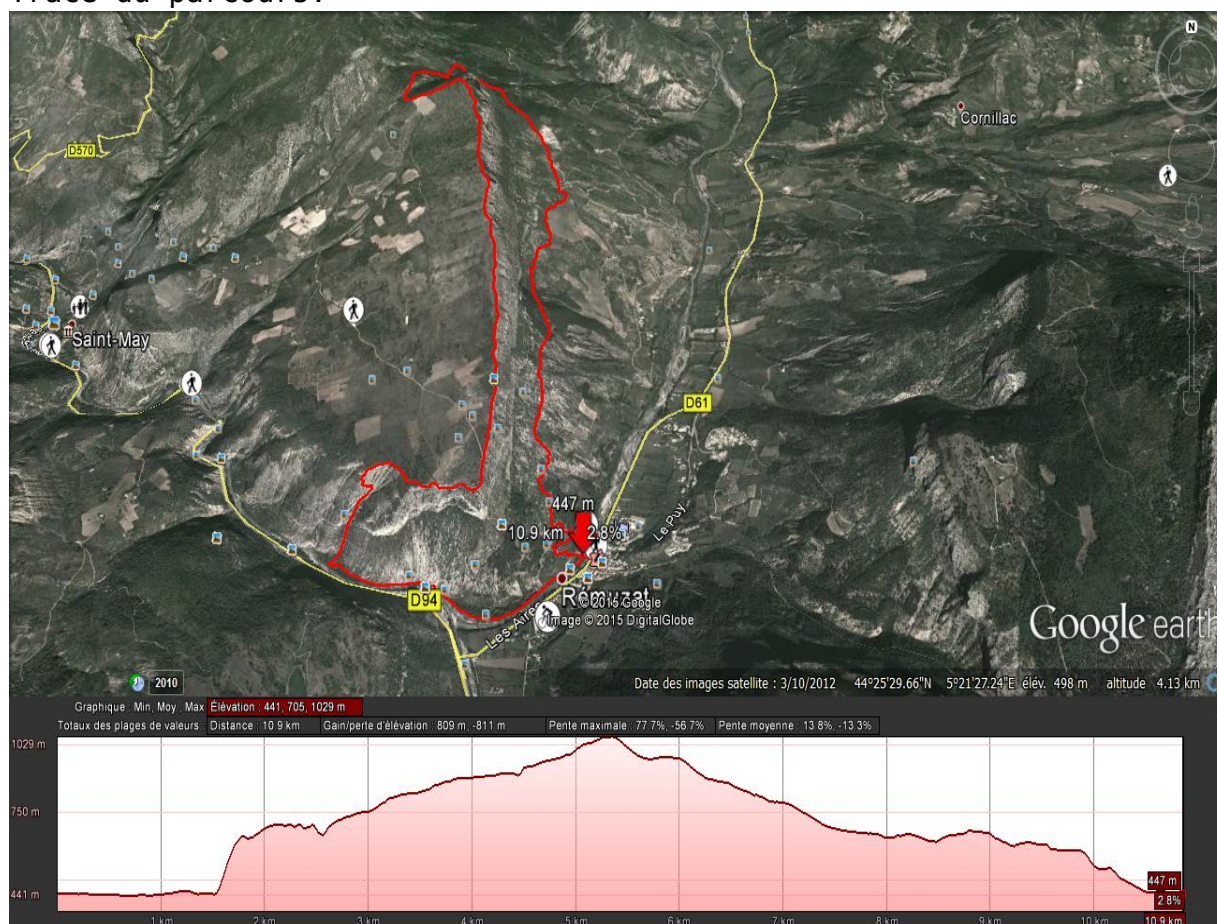 Tracé du parcours:
N
D570
Cornillac
Saint-May
D61
447 m
10.9 km 2.8%
Le Puy
D94
Rémuzat
Les Aires
© 2015 Google
Image © 2015 DigitalGlobe
Google earth
2010
Date des images satellite : 3/10/2012 44°25'29.66"N 5°21'27.24"E élév. 498 m altitude 4.13 km
Graphique : Min, Moy, Max Élévation : 441, 705, 1029 m
Totaux des plages de valeurs Distance : 10.9 km Gain/perte d'élévation : 809 m, -811 m Pente maximale : 77.7%, -56.7% Pente moyenne : 13.8%, -13.3%
1029 m
750 m
441 m
447 m
2.8%
1 km 2 km 3 km 4 km 5 km 6 km 7 km 8 km 9 km 10 km 10.9 km